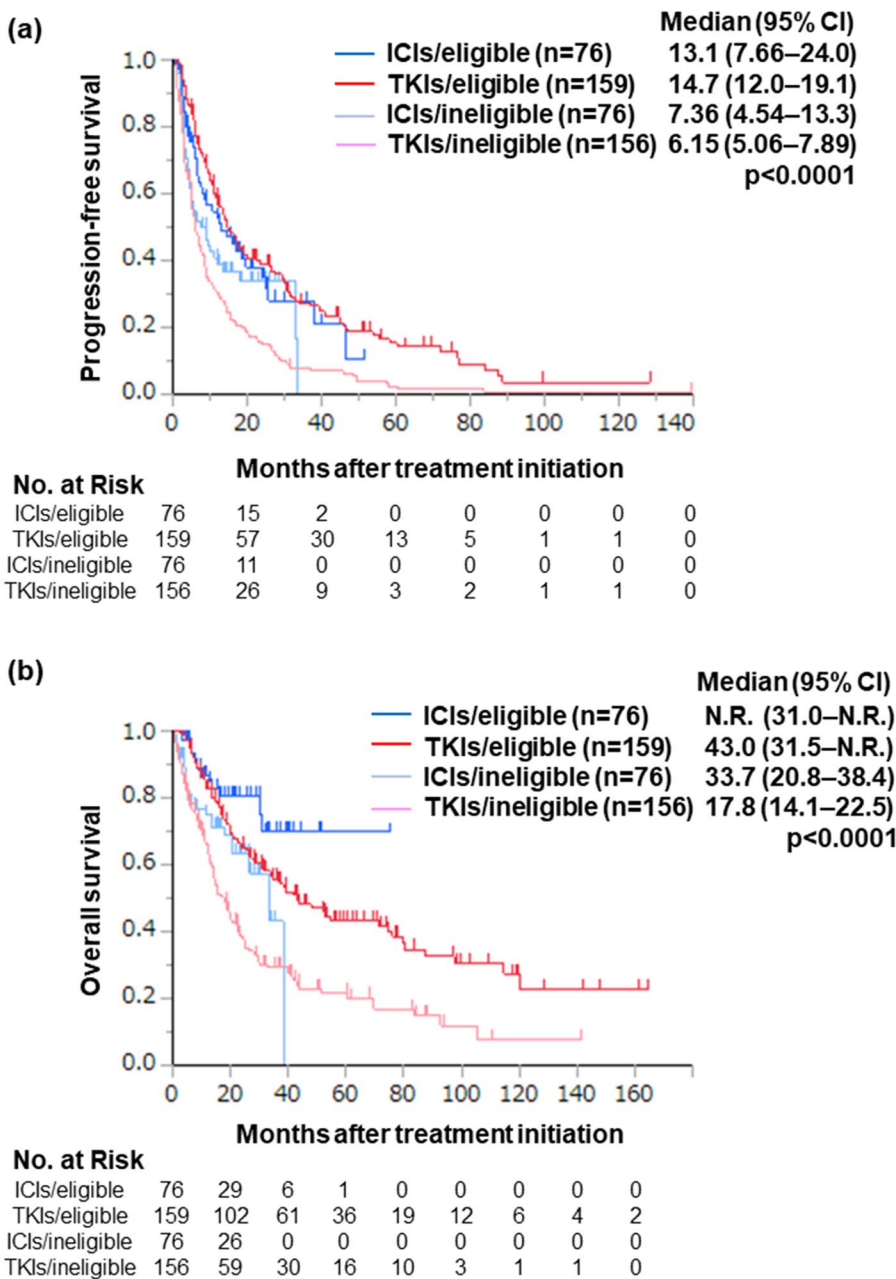 (a)
Median (95% CI)
ICIs/eligible (n=76) 13.1 (7.66–24.0)
TKIs/eligible (n=159) 14.7 (12.0–19.1)
ICIs/ineligible (n=76) 7.36 (4.54–13.3)
TKIs/ineligible (n=156) 6.15 (5.06–7.89)
p<0.0001
Progression-free survival
1.0
0.8
0.6
0.4
0.2
0.0
0 20 40 60 80 100 120 140
Months after treatment initiation
No. at Risk
ICIs/eligible 76 15 2 0 0 0 0 0
TKIs/eligible 159 57 30 13 5 1 1 0
ICIs/ineligible 76 11 0 0 0 0 0 0
TKIs/ineligible 156 26 9 3 2 1 1 0
(b)
Median (95% CI)
ICIs/eligible (n=76) N.R. (31.0–N.R.)
TKIs/eligible (n=159) 43.0 (31.5–N.R.)
ICIs/ineligible (n=76) 33.7 (20.8–38.4)
TKIs/ineligible (n=156) 17.8 (14.1–22.5)
p<0.0001
Overall survival
1.0
0.8
0.6
0.4
0.2
0.0
0 20 40 60 80 100 120 140 160
Months after treatment initiation
No. at Risk
ICIs/eligible 76 29 6 1 0 0 0 0 0
TKIs/eligible 159 102 61 36 19 12 6 4 2
ICIs/ineligible 76 26 0 0 0 0 0 0 0
TKIs/ineligible 156 59 30 16 10 3 1 1 0